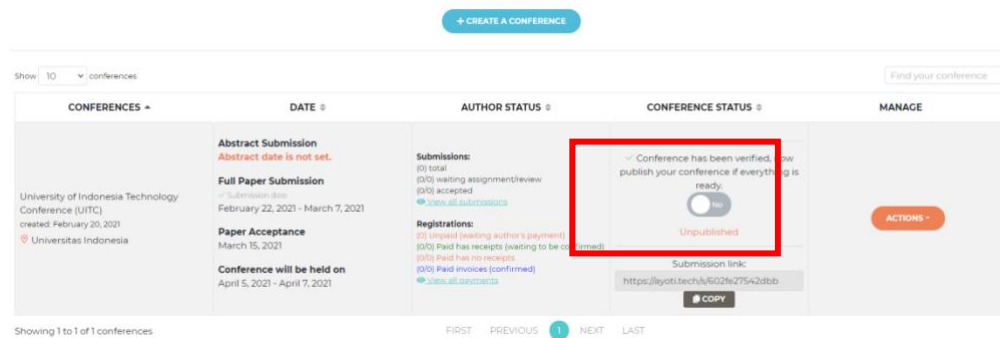 + CREATE A CONFERENCE
Show 10 conferences
Find your conference
CONFERENCES
DATE
AUTHOR STATUS
CONFERENCE STATUS
MANAGE
University of Indonesia Technology
Conference (UITC)
created: February 20, 2021
Universitas Indonesia
Abstract Submission
Abstract date is not set.
Full Paper Submission
Submission date
February 22, 2021 - March 7, 2021
Paper Acceptance
March 15, 2021
Conference will be held on
April 5, 2021 - April 7, 2021
Submissions:
(0) total
(0/0) waiting assignment/review
(0/0) accepted
View all submissions
Registrations:
(0) Unpaid (waiting author's payment)
(0/0) Paid has receipts (waiting to be confirmed)
(0/0) Paid has no receipts
(0/0) Paid invoices (confirmed)
View all payments
Conference has been verified, now
publish your conference if everything is
ready.
No
Unpublished
Submission link:
https://ayoti.tech/s/602fe27542dbb
COPY
ACTIONS
Showing 1 to 1 of 1 conferences
FIRST PREVIOUS 1 NEXT LAST